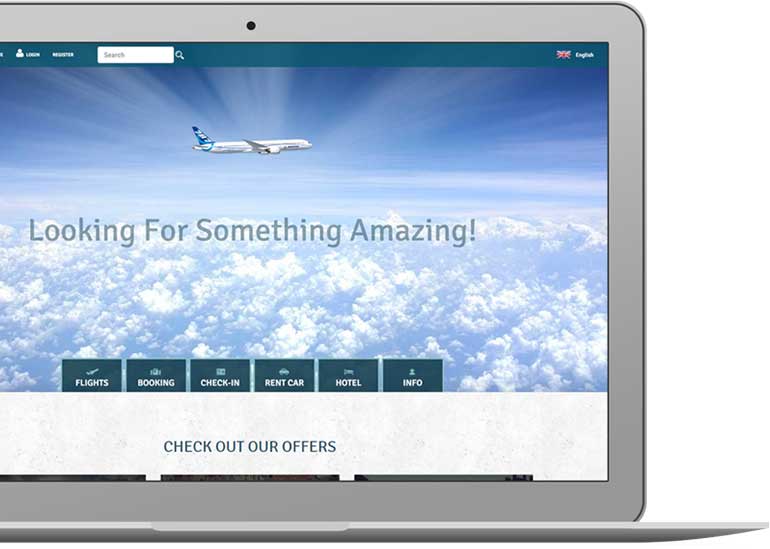 LOGIN
REGISTER
Search
English
Looking For Something Amazing!
FLIGHTS
BOOKING
CHECK-IN
RENT CAR
HOTEL
INFO
CHECK OUT OUR OFFERS